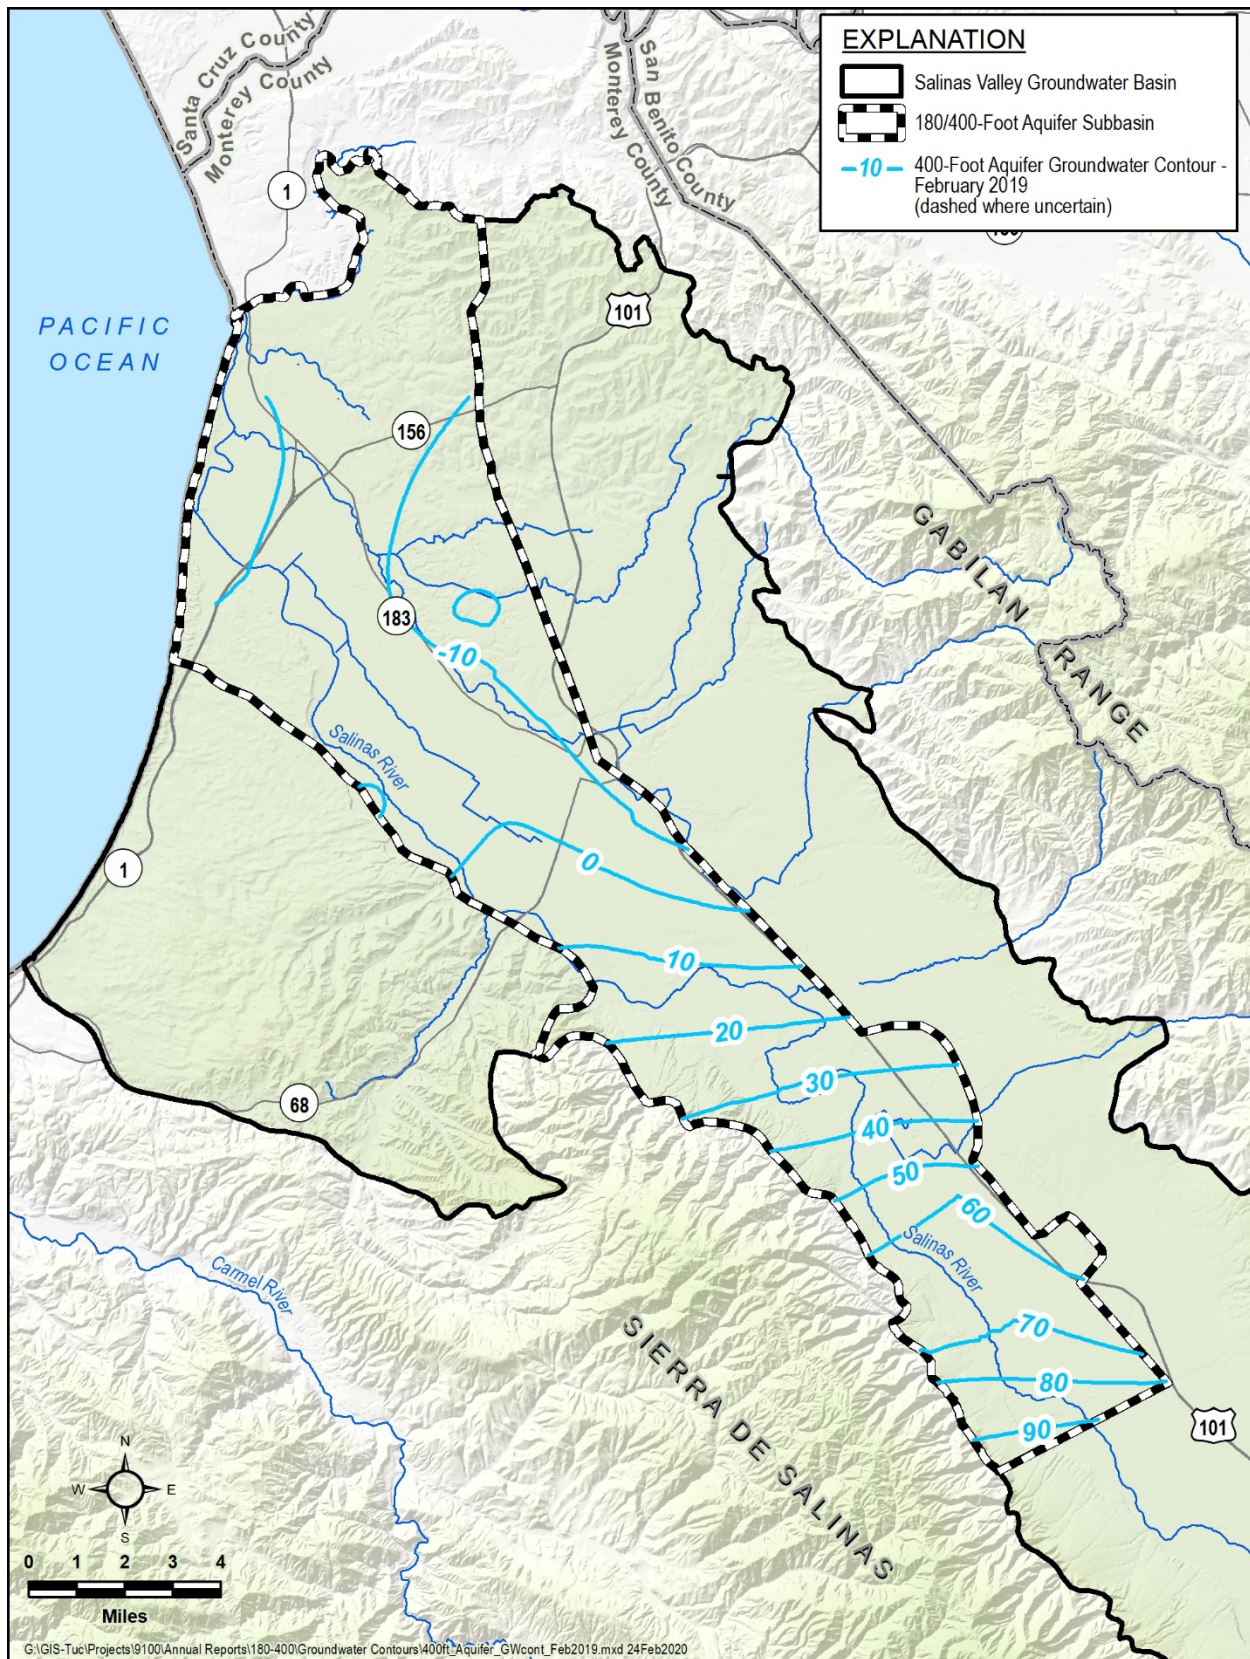 EXPLANATION
Salinas Valley Groundwater Basin
180/400-Foot Aquifer Subbasin
10
400-Foot Aquifer Groundwater Contour -
February 2019
(dashed where uncertain)
Santa Cruz County
Monterey County
San Benito County
Monterey County
1
101
PACIFIC
OCEAN
156
183
-10
GABILAN
RANGE
Salinas River
0
1
10
20
30
68
40
50
60
Salinas River
Carmel River
70
80
90
101
SIERRA DE SALINAS
N
W
E
S
0 1 2 3 4
Miles
G:\GIS-Tuc\Projects\9100\Annual Reports\180-400\Groundwater Contours\400ft_Aquifer_GWcont_Feb2019.mxd 24Feb2020